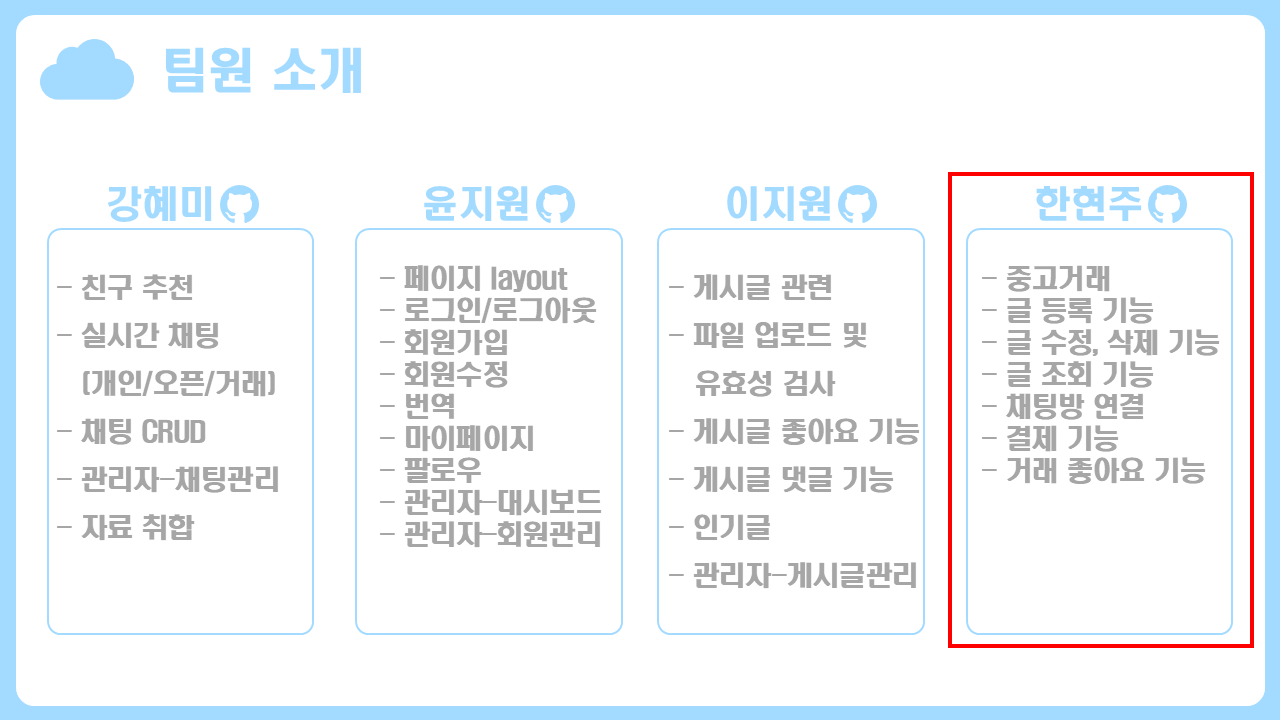 팀원 소개
강혜미
- 친구 추천
- 실시간 채팅
(개인/오픈/거래)
- 채팅 CRUD
- 관리자-채팅관리
- 자료 취합
윤지원
- 페이지 layout
- 로그인/로그아웃
- 회원가입
- 회원수정
- 번역
- 마이페이지
- 팔로우
- 관리자-대시보드
- 관리자-회원관리
이지원
- 게시글 관련
- 파일 업로드 및
유효성 검사
- 게시글 좋아요 기능
- 게시글 댓글 기능
- 인기글
- 관리자-게시글관리
한현주
- 중고거래
- 글 등록 기능
- 글 수정, 삭제 기능
- 글 조회 기능
- 채팅방 연결
- 결제 기능
- 거래 좋아요 기능